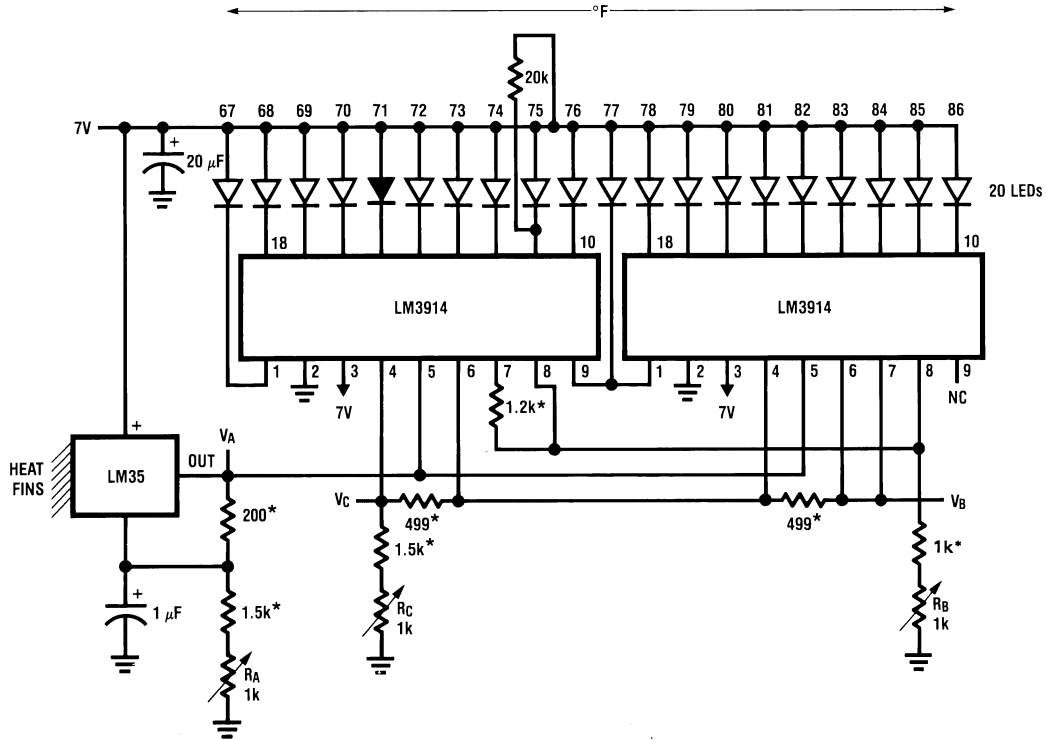 °F
20k
67 68 69 70 71 72 73 74 75 76 77 78 79 80 81 82 83 84 85 86
7V
+
20 μF
20 LEDs
18 10 18 10
LM3914 LM3914
1 2 3 4 5 6 7 8 9 1 2 3 4 5 6 7 8 9
7V 7V NC
1.2k*
+
VA
HEAT
FINS
LM35
OUT
VC VB
200* 499* 499*
1.5k* 1k*
+
1 μF
1.5k*
RC
1k
RB
1k
RA
1k